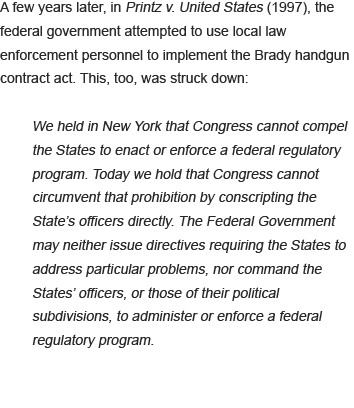 A few years later, in Printz v. United States (1997), the
federal government attempted to use local law
enforcement personnel to implement the Brady handgun
contract act. This, too, was struck down:
We held in New York that Congress cannot compel
the States to enact or enforce a federal regulatory
program. Today we hold that Congress cannot
circumvent that prohibition by conscripting the
State’s officers directly. The Federal Government
may neither issue directives requiring the States to
address particular problems, nor command the
States’ officers, or those of their political
subdivisions, to administer or enforce a federal
regulatory program.